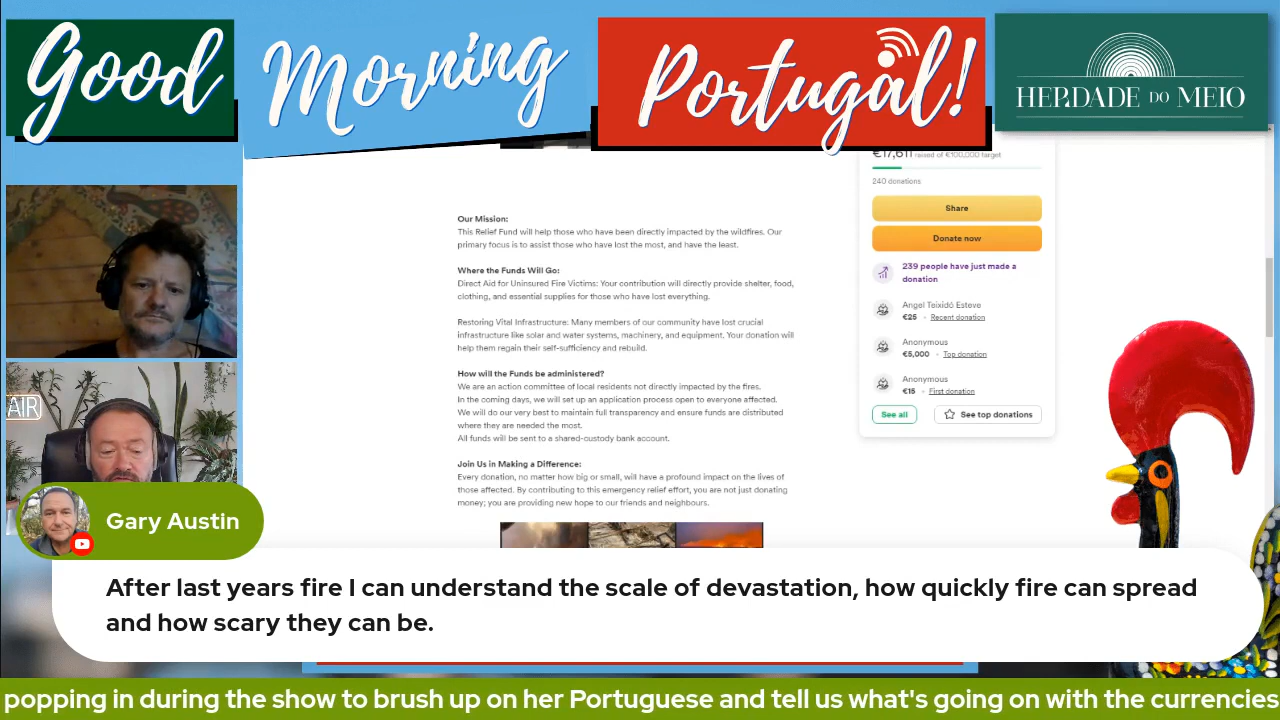 Good Morning Portugal!
HERDADE DO MEIO
€17,611 raised of €100,000 target
240 donations
Share
Donate now
239 people have just made a
donation
Angel Teixidó Esteve
€25 • Recent donation
Anonymous
€5,000 • Top donation
Anonymous
€15 • First donation
See all
See top donations
Our Mission:
This Relief Fund will help those who have been directly impacted by the wildfires. Our
primary focus is to assist those who have lost the most, and have the least.
Where the Funds Will Go:
Direct Aid for Uninsured Fire Victims: Your contribution will directly provide shelter, food,
clothing, and essential supplies for those who have lost everything.
Restoring Vital Infrastructure: Many members of our community have lost crucial
infrastructure like solar and water systems, machinery, and equipment. Your donation will
help them regain their self-sufficiency and rebuild.
How will the Funds be administered?
We are an action committee of local residents not directly impacted by the fires.
In the coming days, we will set up an application process open to everyone affected.
We will do our very best to maintain full transparency and ensure funds are distributed
where they are needed the most.
All funds will be sent to a shared-custody bank account.
Join Us in Making a Difference:
Every donation, no matter how big or small, will have a profound impact on the lives of
those affected. By contributing to this emergency relief effort, you are not just donating
money; you are providing new hope to our friends and neighbours.
AIR
Gary Austin
After last years fire I can understand the scale of devastation, how quickly fire can spread
and how scary they can be.
popping in during the show to brush up on her Portuguese and tell us what's going on with the currencies